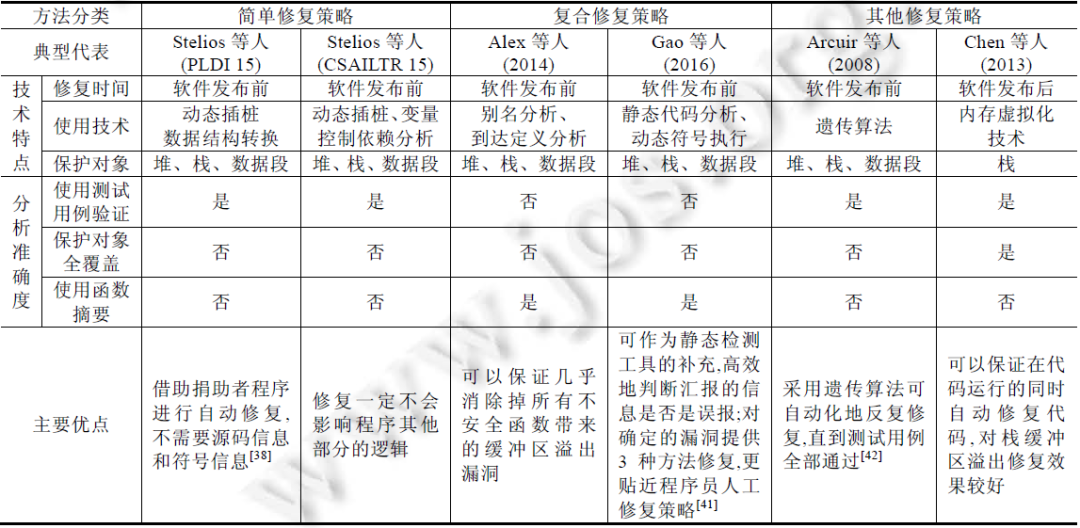 方法分类 简单修复策略 复合修复策略 其他修复策略
典型代表 Stelios 等人 (PLDI 15) Stelios 等人 (CSAILTR 15) Alex 等人 (2014) Gao 等人 (2016) Arcuir 等人 (2008) Chen 等人 (2013)
技术特点
修复时间 软件发布前 软件发布前 软件发布前 软件发布前 软件发布前 软件发布后
使用技术 动态插桩 数据结构转换 动态插桩、变量 控制依赖分析 别名分析、 到达定义分析 静态代码分析、 动态符号执行 遗传算法 内存虚拟化 技术
保护对象 堆、栈、数据段 堆、栈、数据段 堆、栈、数据段 堆、栈、数据段 堆、栈、数据段 栈
分析准确度
使用测试 用例验证 是 是 否 否 是 是
保护对象 全覆盖 否 否 否 否 否 是
使用函数 摘要 否 否 是 是 否 否
主要优点
借助捐助者程序
进行自动修复,
不需要源码信息
和符号信息[38]
修复一定不会
影响程序其他
部分的逻辑
可以保证几乎
消除掉所有不
安全函数带来
的缓冲区溢出
漏洞
可作为静态检测
工具的补充,高效
地判断汇报的信
息是否是误报;对
确定的漏洞提供
3 种方法修复,更
贴近程序员人工
修复策略[41]
采用遗传算法可
自动化地反复修
复,直到测试用例
全部通过[42]
可以保证在代
码运行的同时
自动修复代
码,对栈缓冲
区溢出修复效
果较好
www.jos.org